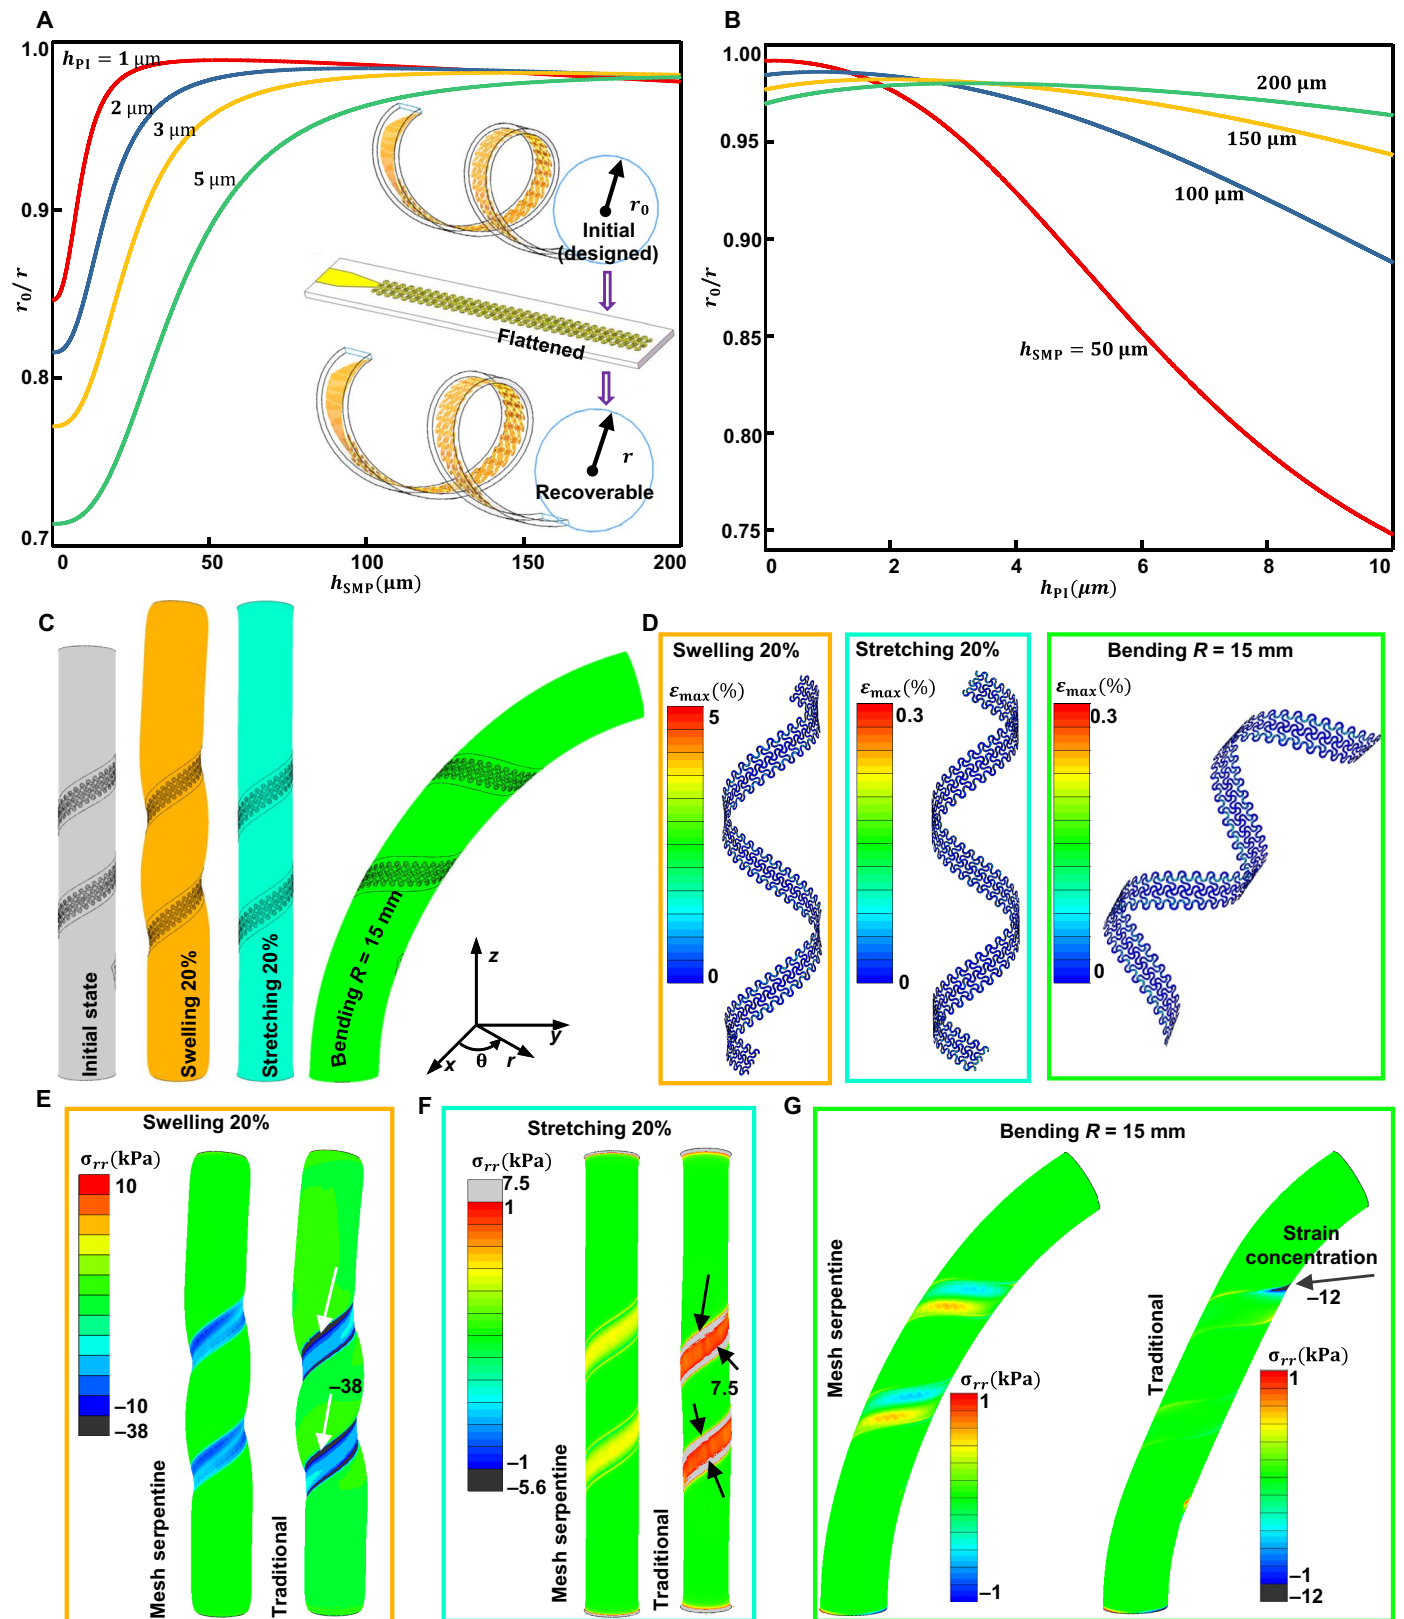 A
1.0
0.9
0.8
0.7
r₀/r
h_PI = 1 μm
2 μm
3 μm
5 μm
r₀
Initial
(designed)
Flattened
r
Recoverable
0
50
100
150
200
h_SMP(μm)
B
1.00
0.95
0.90
0.85
0.80
0.75
r₀/r
200 μm
150 μm
100 μm
h_SMP = 50 μm
0
2
4
6
8
10
h_PI(μm)
C
Initial state
Swelling 20%
Stretching 20%
Bending R = 15 mm
z
y
x
θ
r
D
Swelling 20%
ε_max(%)
5
0
Stretching 20%
ε_max(%)
0.3
0
Bending R = 15 mm
ε_max(%)
0.3
0
E
Swelling 20%
σ_rr(kPa)
10
–10
–38
–38
Mesh serpentine
Traditional
F
Stretching 20%
σ_rr(kPa)
7.5
1
–1
–5.6
7.5
Mesh serpentine
Traditional
G
Bending R = 15 mm
Mesh serpentine
σ_rr(kPa)
1
–1
Traditional
Strain
concentration
–12
σ_rr(kPa)
1
–1
–12